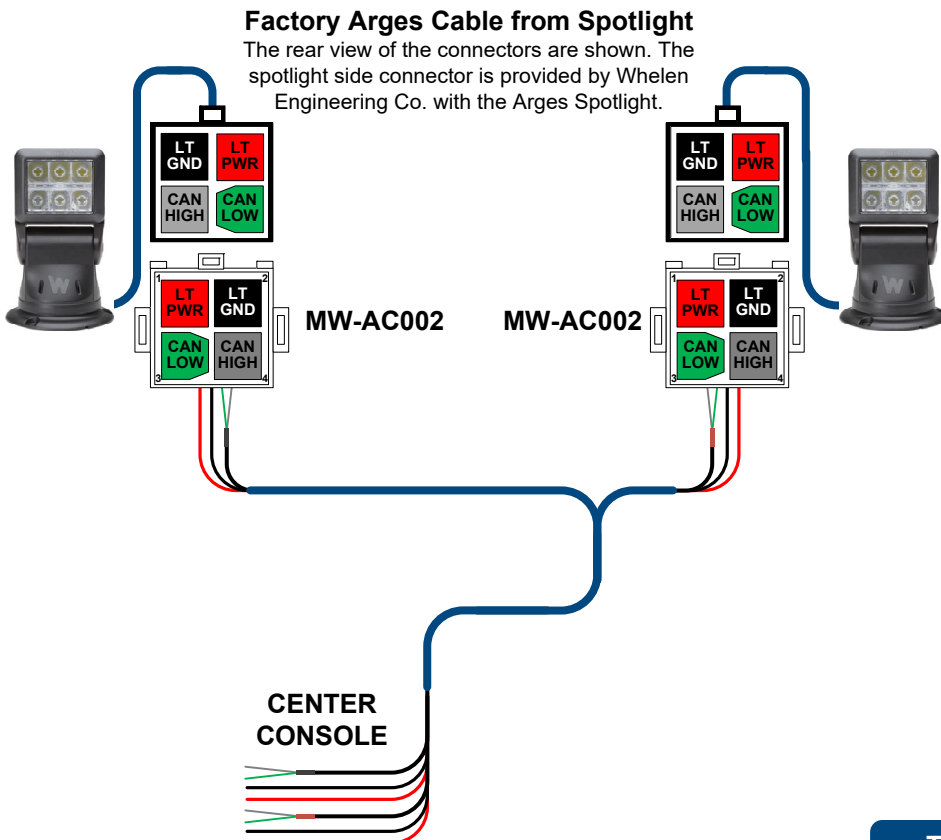 Factory Arges Cable from Spotlight
The rear view of the connectors are shown. The
spotlight side connector is provided by Whelen
Engineering Co. with the Arges Spotlight.
LT
GND
LT
PWR
CAN
HIGH
CAN
LOW
LT
GND
LT
PWR
CAN
HIGH
CAN
LOW
W
W
1
2
LT
PWR
LT
GND
CAN
LOW
CAN
HIGH
3
4
MW-AC002
MW-AC002
1
2
LT
PWR
LT
GND
CAN
LOW
CAN
HIGH
3
4
CENTER
CONSOLE